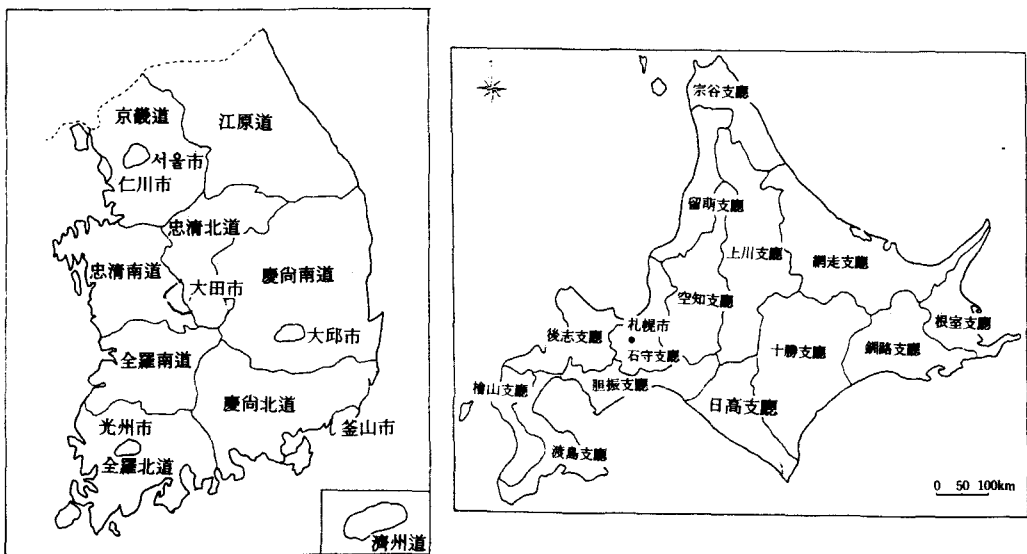 京畿道
江原道
서울市
仁川市
忠清北道
忠清南道
大田市
慶尙南道
大邱市
全羅南道
慶尙北道
光州市
釜山市
全羅北道
濟州道
宗谷支廳
留萌支廳
上川支廳
網走支廳
空知支廳
根室支廳
札幌市
後志支廳
石守支廳
十勝支廳
釧路支廳
檜山支廳
胆振支廳
日高支廳
渡島支廳
0 50 100km